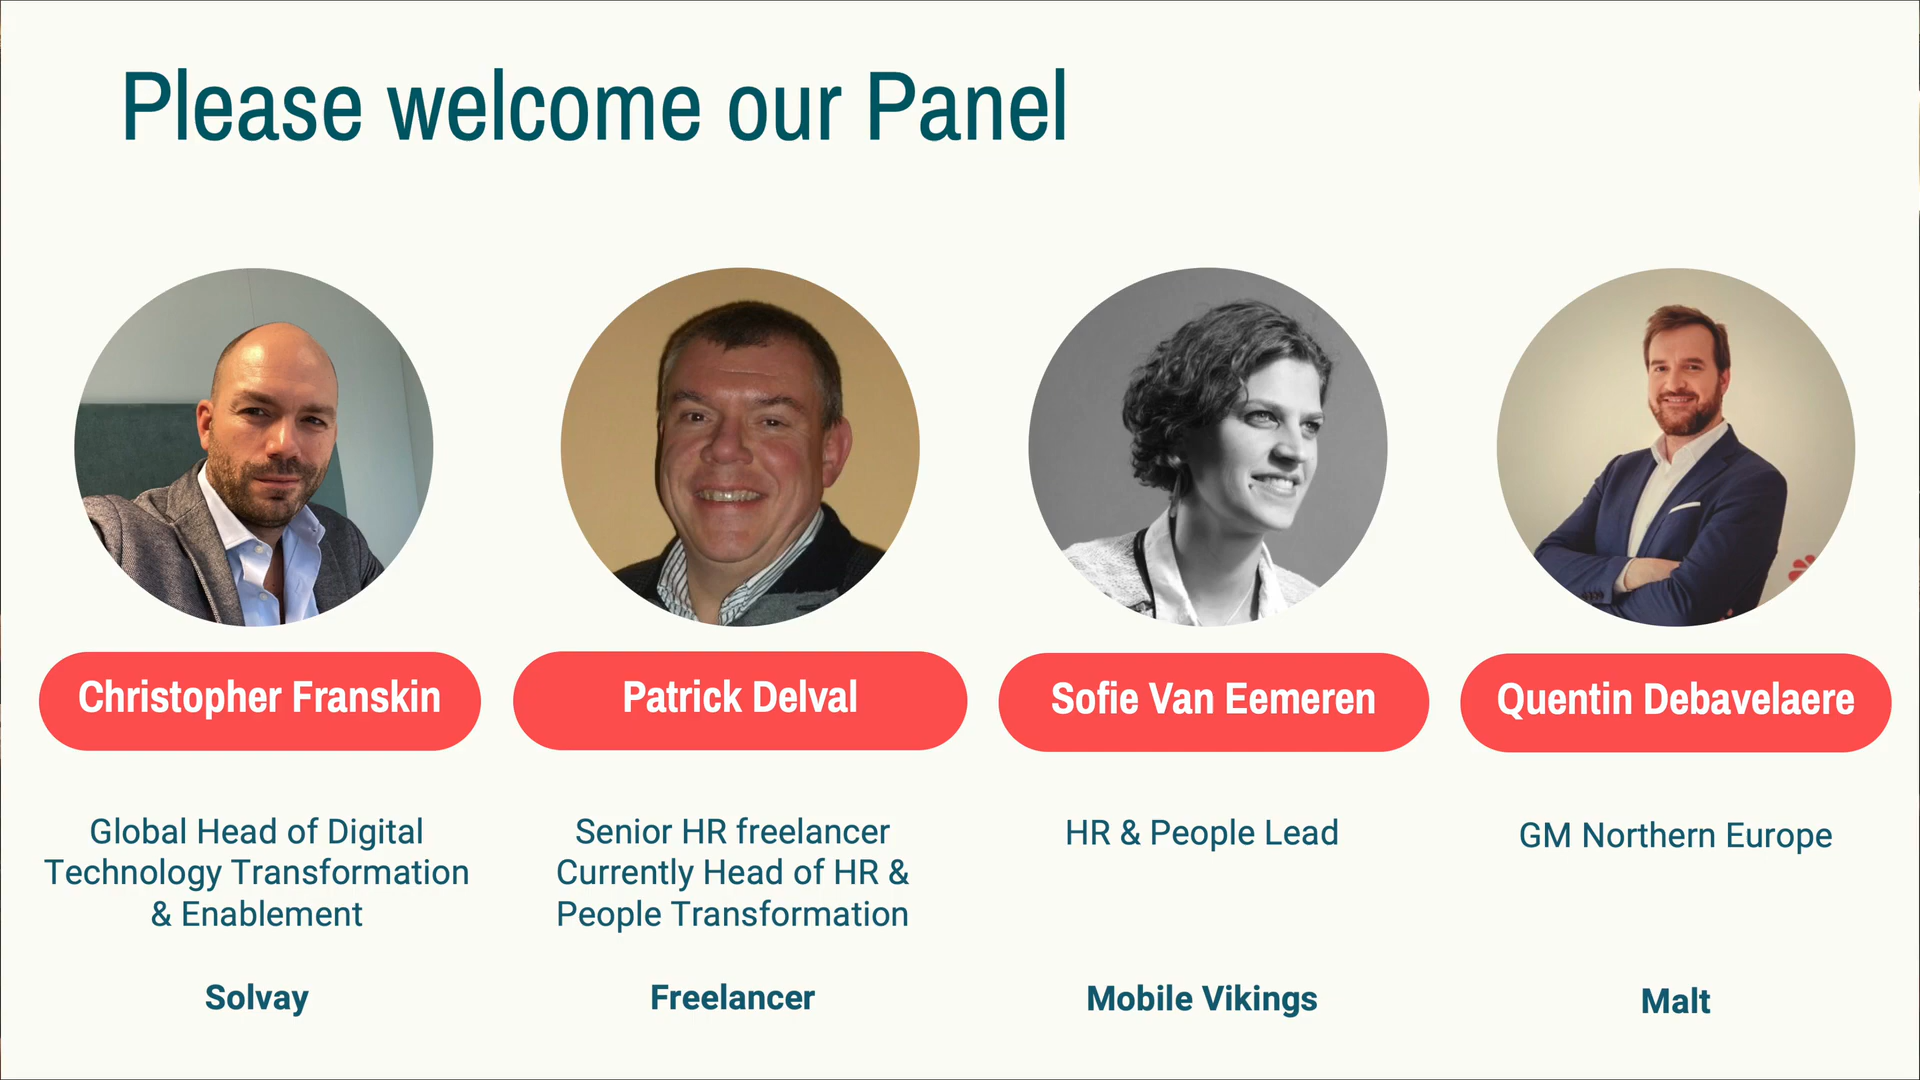 Please welcome our Panel
Christopher Franskin
Patrick Delval
Sofie Van Eemeren
Quentin Debavelaere
Global Head of Digital
Technology Transformation
& Enablement
Senior HR freelancer
Currently Head of HR &
People Transformation
HR & People Lead
GM Northern Europe
Solvay
Freelancer
Mobile Vikings
Malt